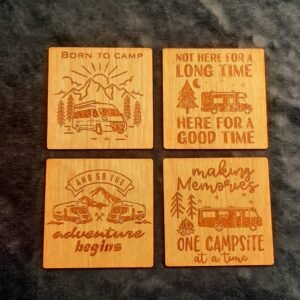 BORN TO CAMP
NOT HERE FOR A
LONG TIME
HERE FOR A
GOOD TIME
AND SO THE
adventure
begins
making
Memories
ONE CAMPSITE
at a time